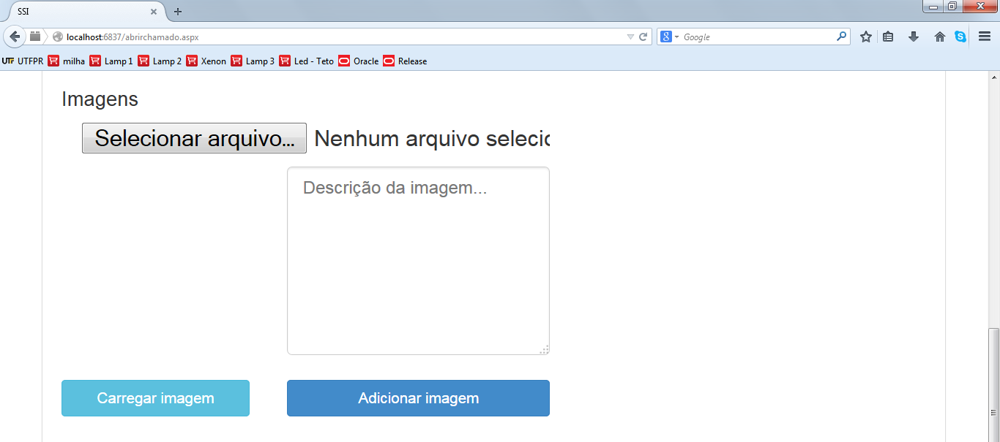 SSI
localhost:6837/abrirchamado.aspx
Google
UTF UTFPR milha Lamp 1 Lamp 2 Xenon Lamp 3 Led - Teto Oracle Release
Imagens
Selecionar arquivo... Nenhum arquivo selecic
Descrição da imagem...
Carregar imagem Adicionar imagem